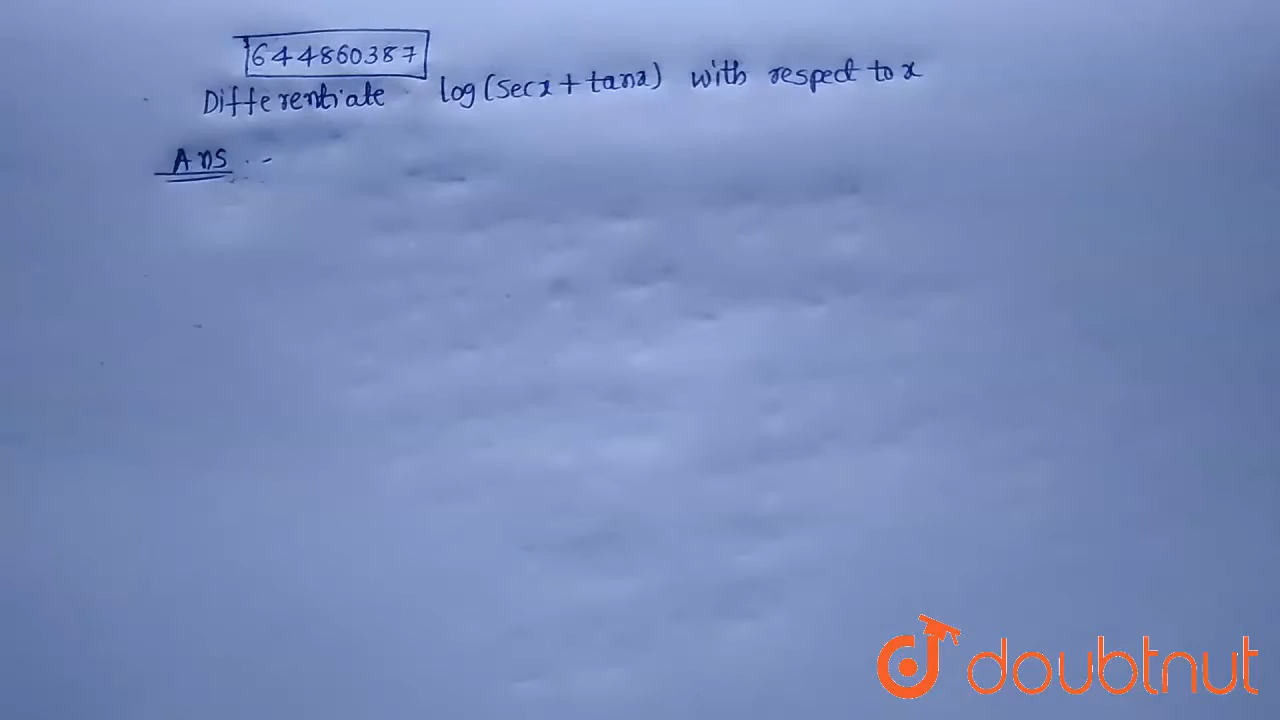 644860387
Differentiate log(secx+tanx) with respect to x
Ans :-
doubtnut